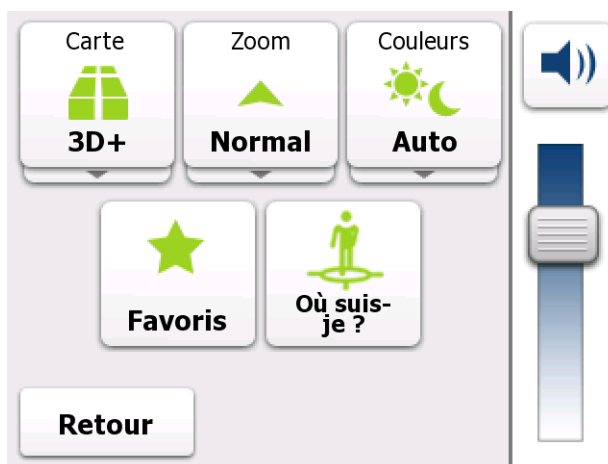 Carte
Zoom
Couleurs
3D+
Normal
Auto
Favoris
Où suis-
je ?
Retour